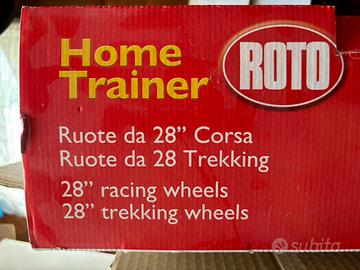 Home
Trainer
ROTO
Ruote da 28” Corsa
Ruote da 28 Trekking
28” racing wheels
28” trekking wheels
subito